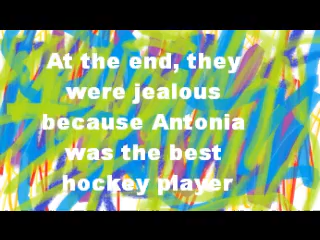 At the end, they
were jealous
because Antonia
was the best
hockey player